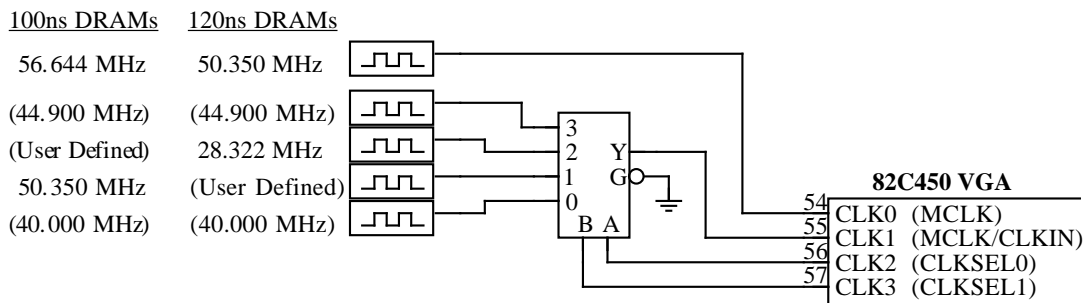 100ns DRAMs 120ns DRAMs
56.644 MHz 50.350 MHz
(44.900 MHz) (44.900 MHz)
(User Defined) 28.322 MHz
50.350 MHz (User Defined)
(40.000 MHz) (40.000 MHz)
3
2 Y
1 G
0
B A
82C450 VGA
54 CLK0 (MCLK)
55 CLK1 (MCLK/CLKIN)
56 CLK2 (CLKSEL0)
57 CLK3 (CLKSEL1)